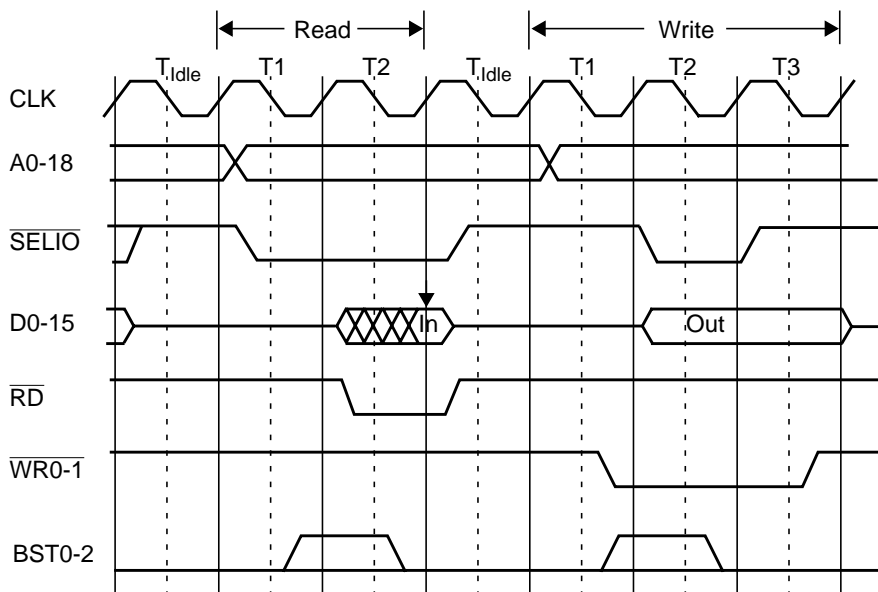 Read Write
T_Idle T1 T2 T_Idle T1 T2 T3
CLK
A0-18
SELIO
D0-15 In Out
RD
WR0-1
BST0-2